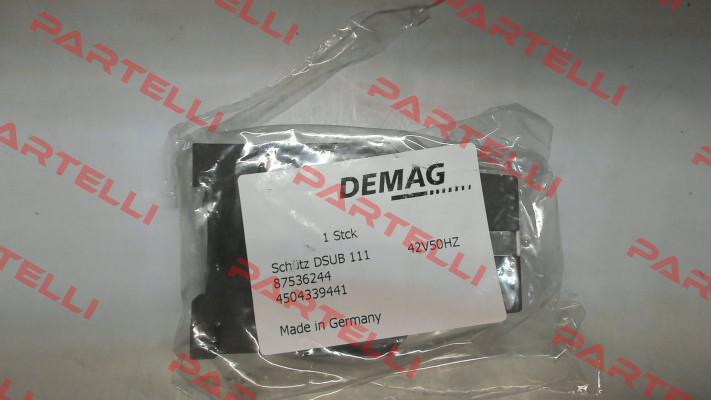 DEMAG
1 Stck
Schütz DSUB 111 42V50HZ
87536244
4504339441
Made in Germany
PARTELLI
PARTELLI
PARTELLI
PARTELLI
PARTELLI
PARTELLI
PARTELLI
PARTELLI